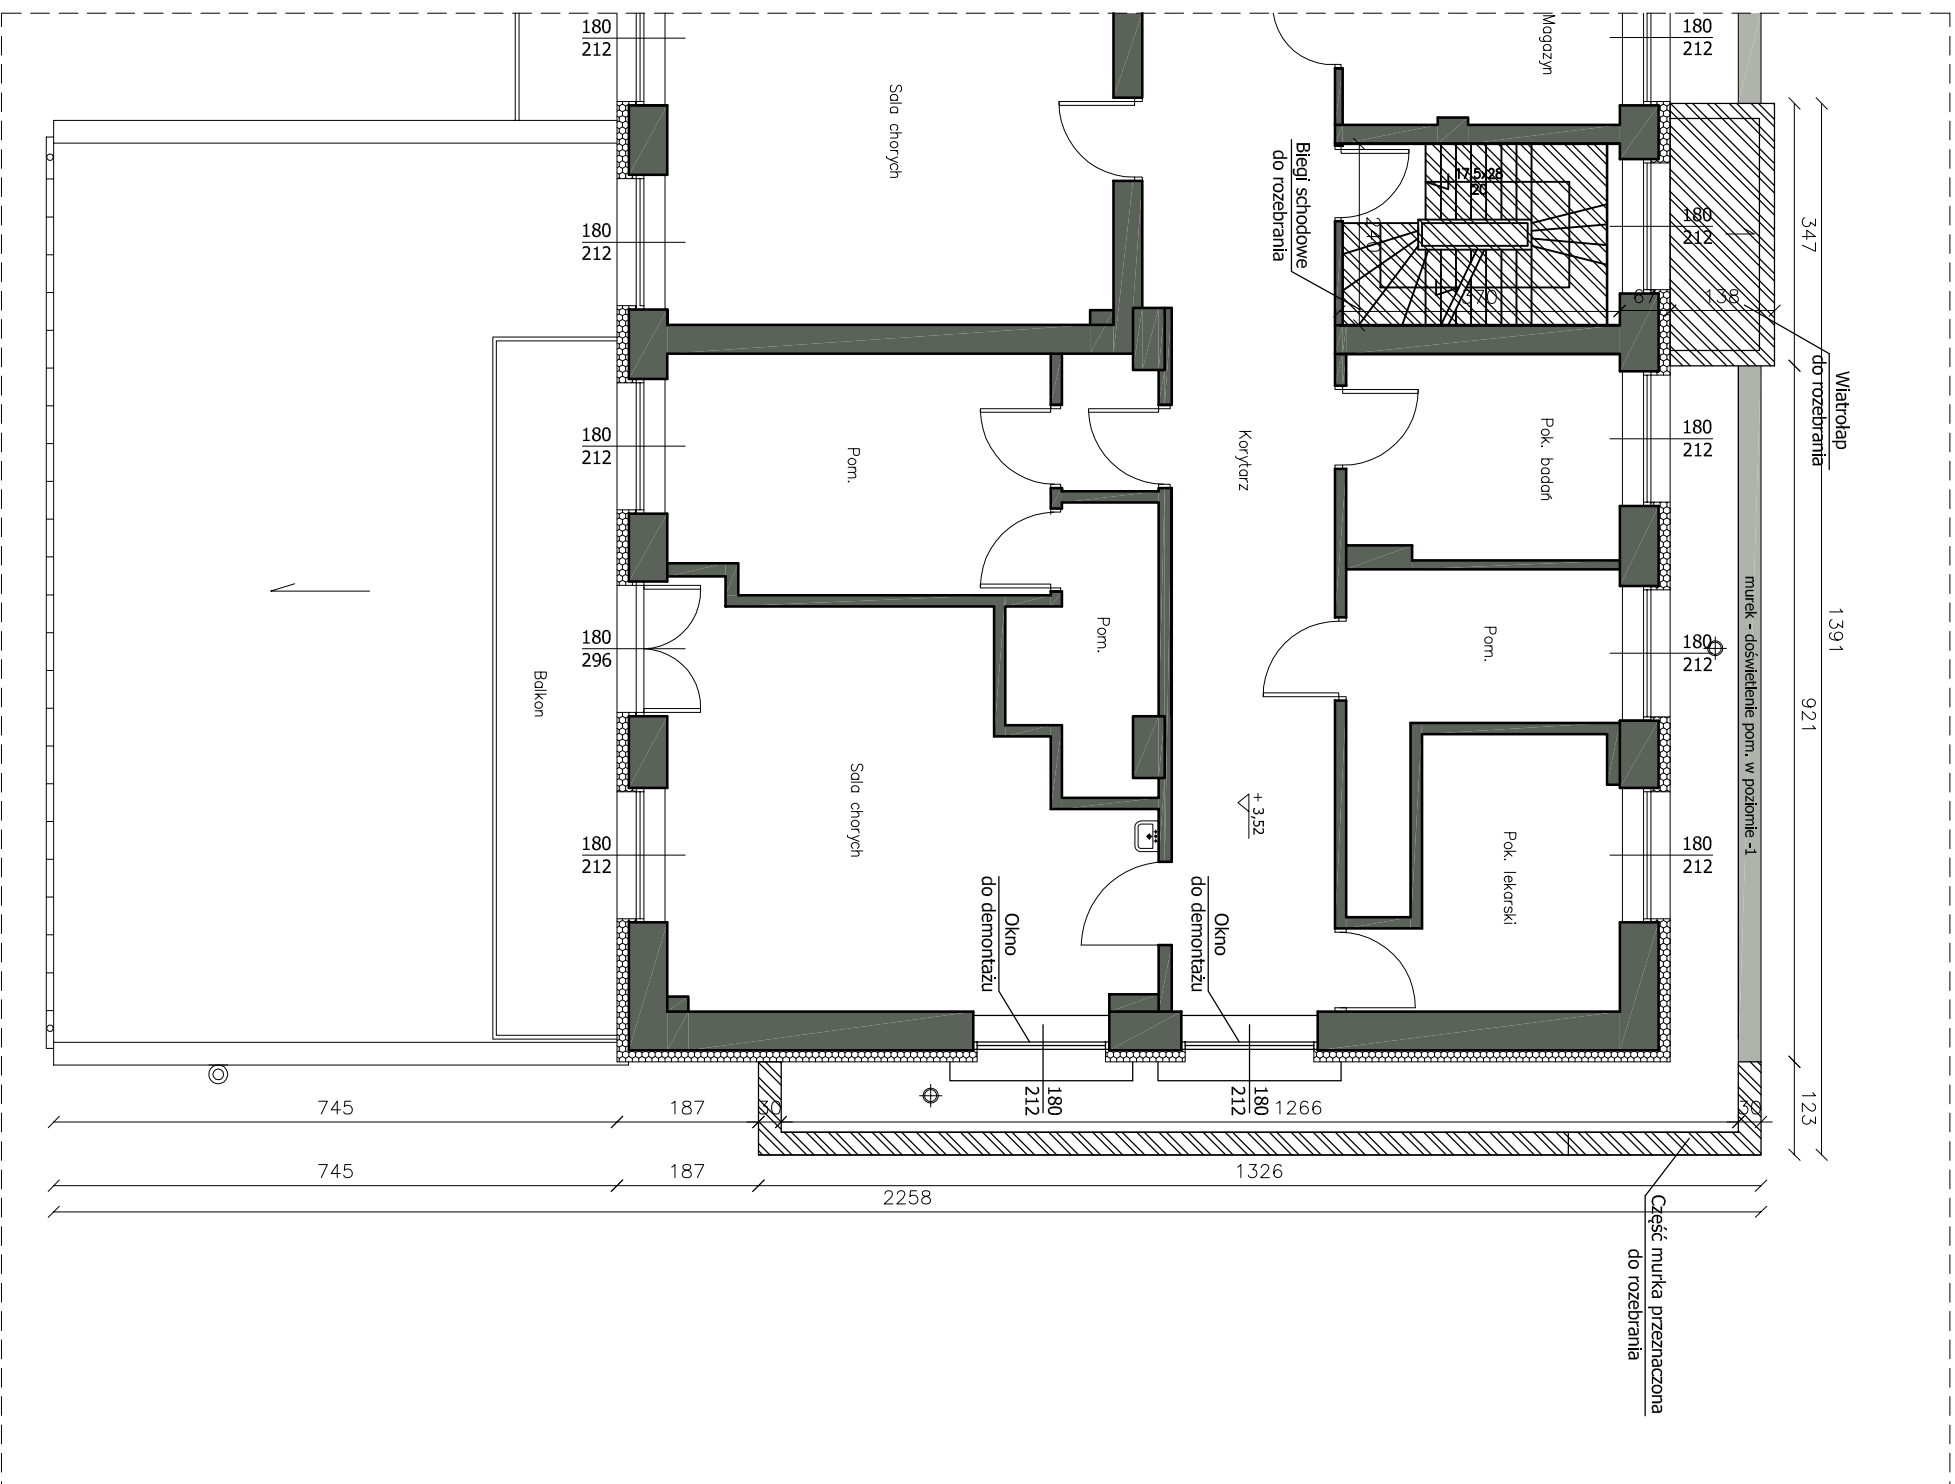 180
212
Sala chorych
Magazyn
180
212
Biegi schodowe
do rozebrania
17,5x28
20
240
370
67
138
180
212
180
212
347
Wiatrołap
do rozebrania
1391
921
123
180
212
Pom.
Korytarz
Pok. badań
180
212
murek - doświetlenie pom. w poziomie -1
180
296
Balkon
Pom.
Pom.
180
212
180
212
Sala chorych
+ 3,52
Pok. lekarski
180
212
Okno
do demontażu
Okno
do demontażu
180
212
180
212
745
187
30
1266
30
745
187
1326
2258
Część murka przeznaczona
do rozebrania